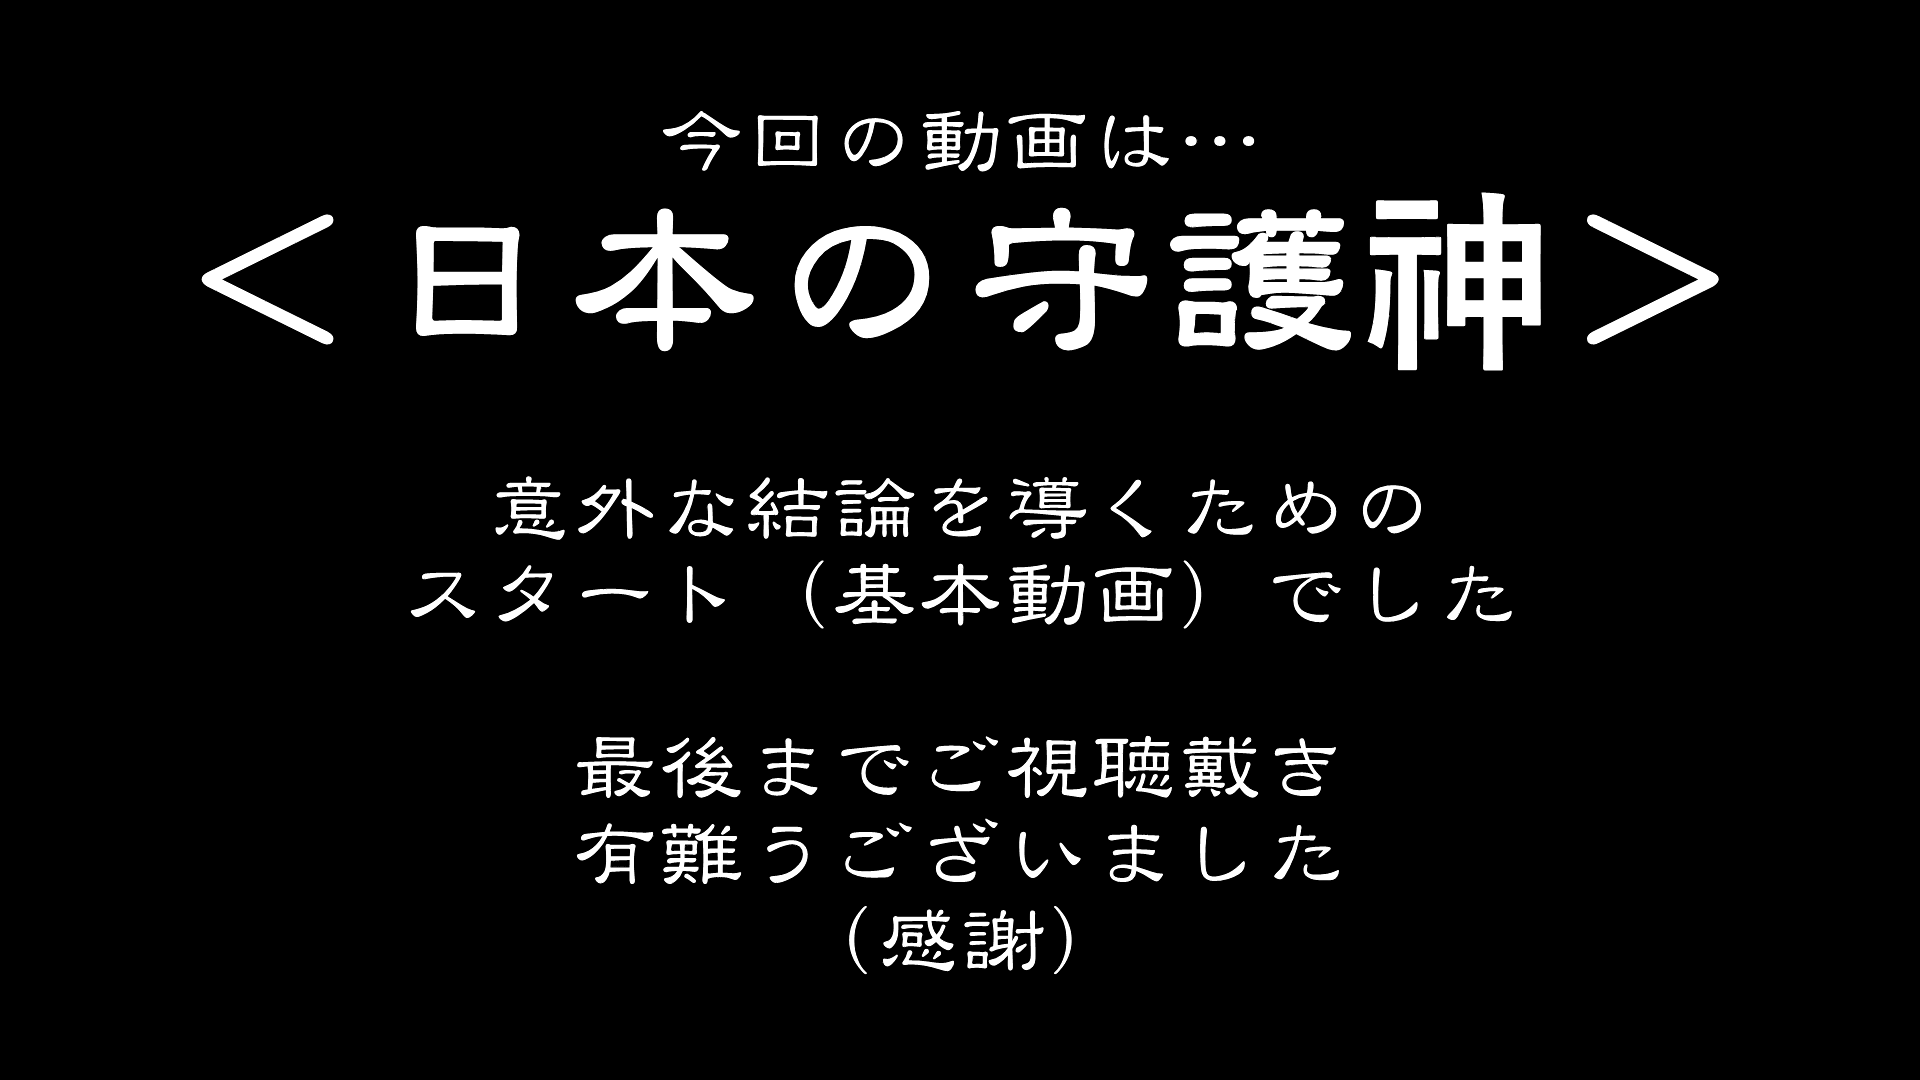 今回の動画は…
＜日本の守護神＞
意外な結論を導くための
スタート（基本動画）でした
最後までご視聴戴き
有難うございました
（感謝）